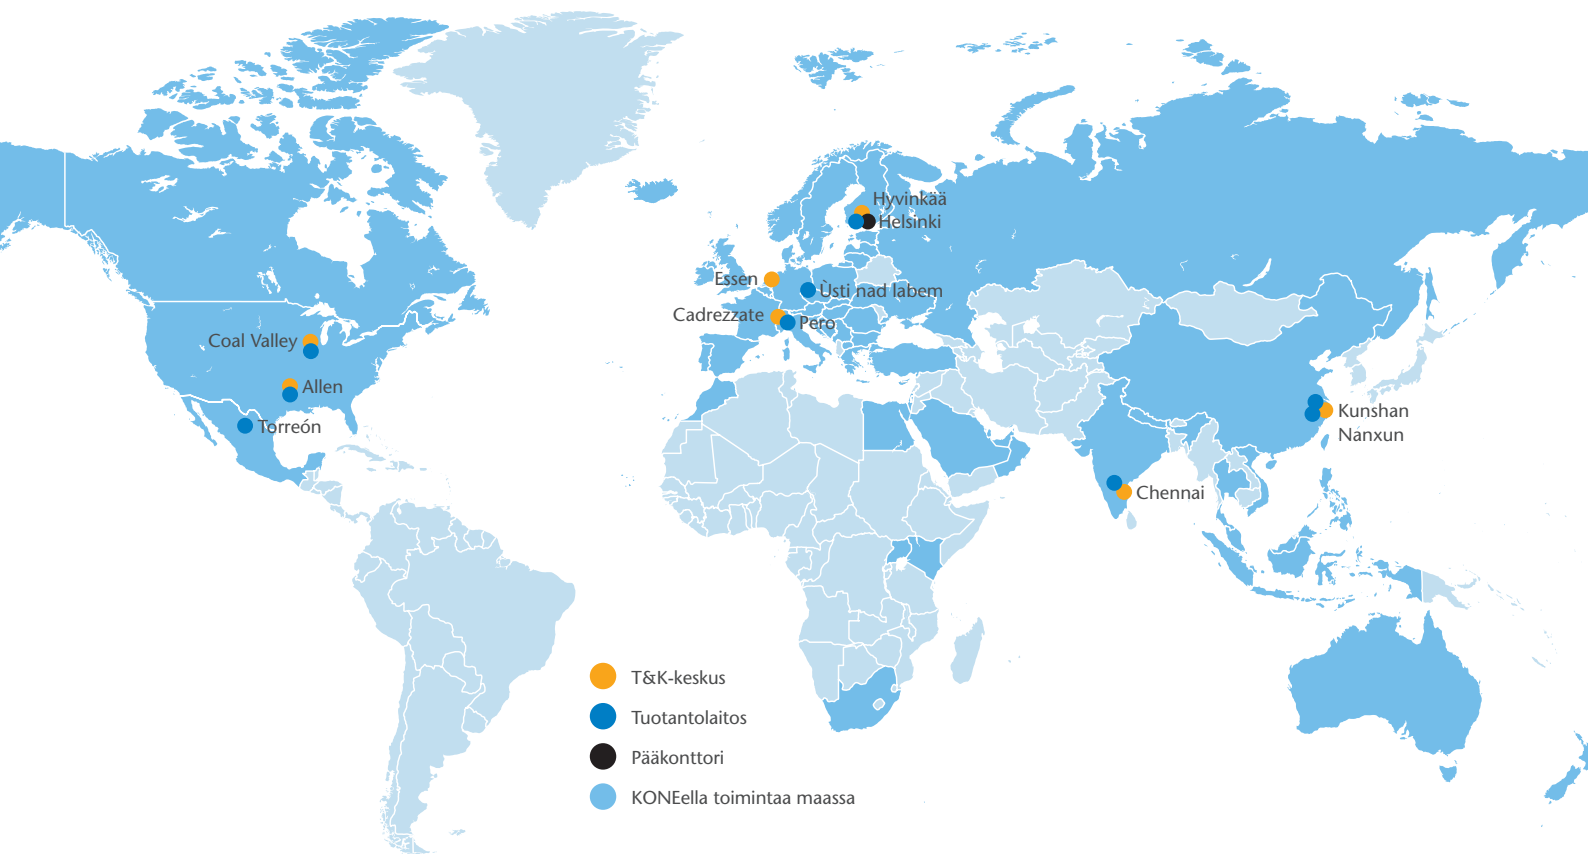 Hyvinkää
Helsinki
Essen
Ùsti nad labem
Cadrezzate
Pero
Coal Valley
Allen
Torreón
Kunshan
Nanxun
Chennai
T&K-keskus
Tuotantolaitos
Pääkonttori
KONEella toimintaa maassa